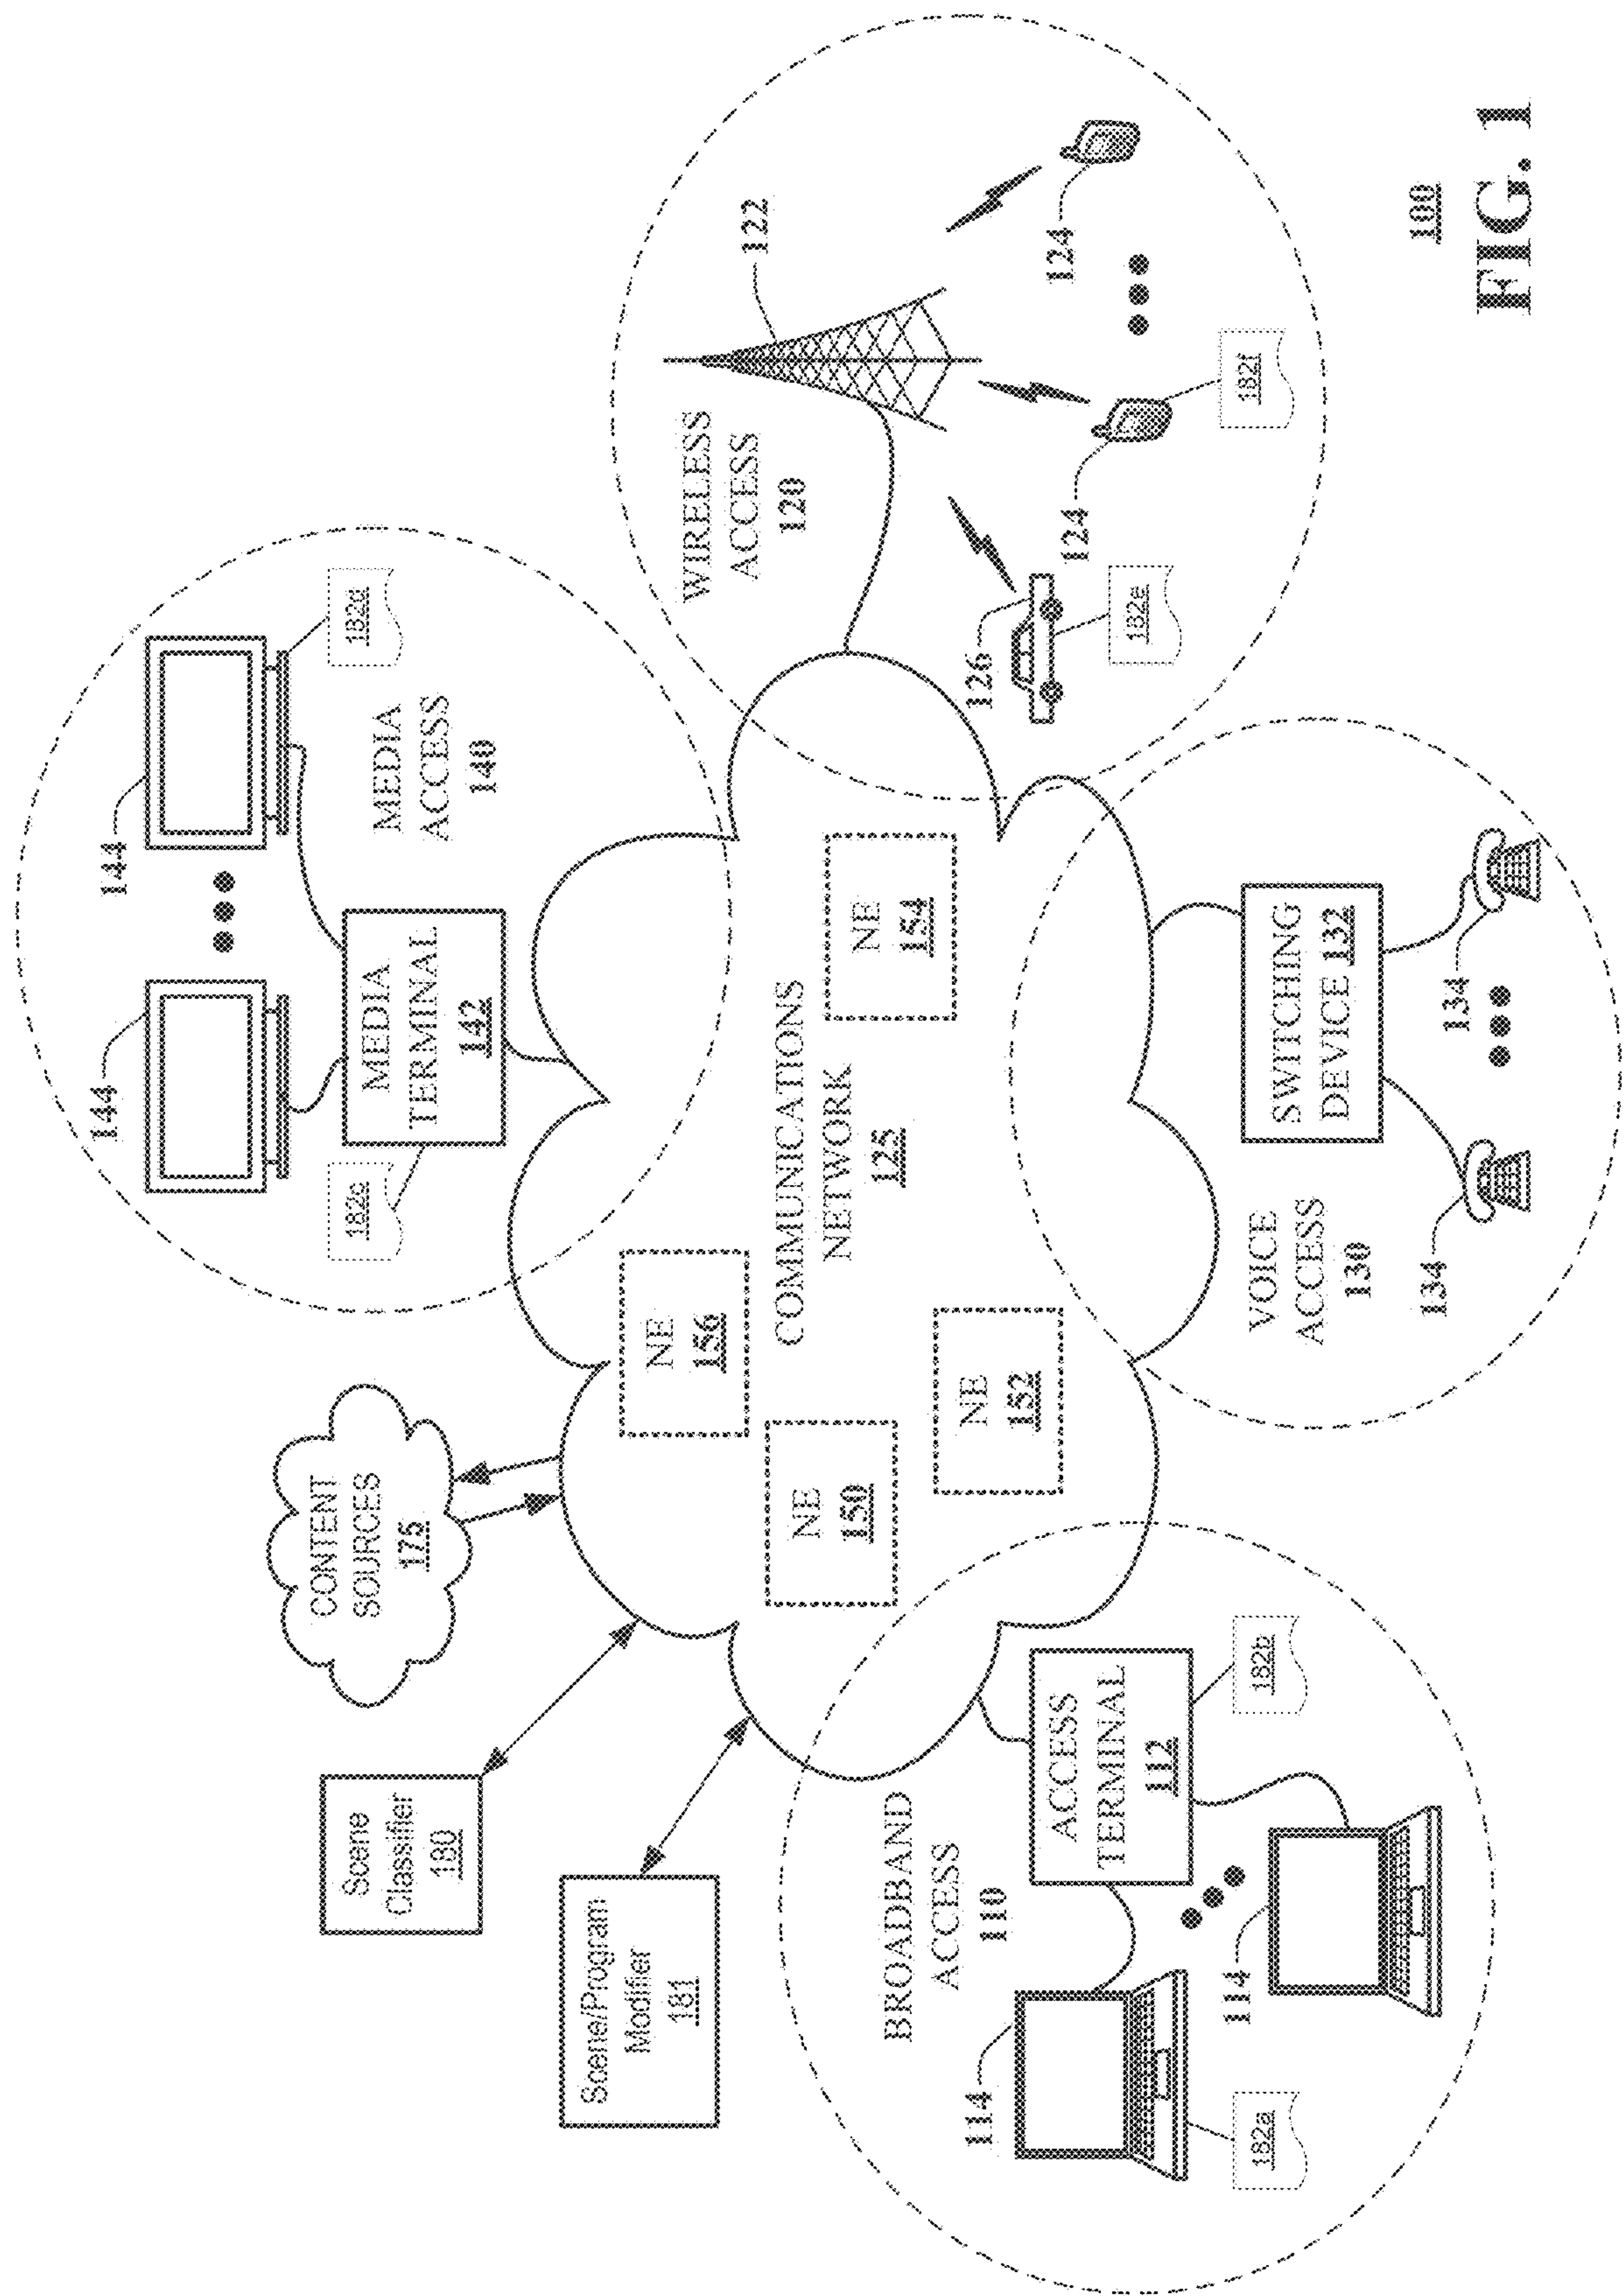 144
144
182d
MEDIA
ACCESS
140
MEDIA
TERMINAL
142
182c
CONTENT
SOURCES
175
Scene
Classifier
180
Scene/Program
Modifier
181
WIRELESS
ACCESS
120
122
124
124
126
182e
182f
NE
156
NE
150
NE
152
NE
154
COMMUNICATIONS
NETWORK
125
BROADBAND
ACCESS
110
ACCESS
TERMINAL
112
182b
114
114
182a
VOICE
ACCESS
130
SWITCHING
DEVICE 132
134
134
100
FIG. 1